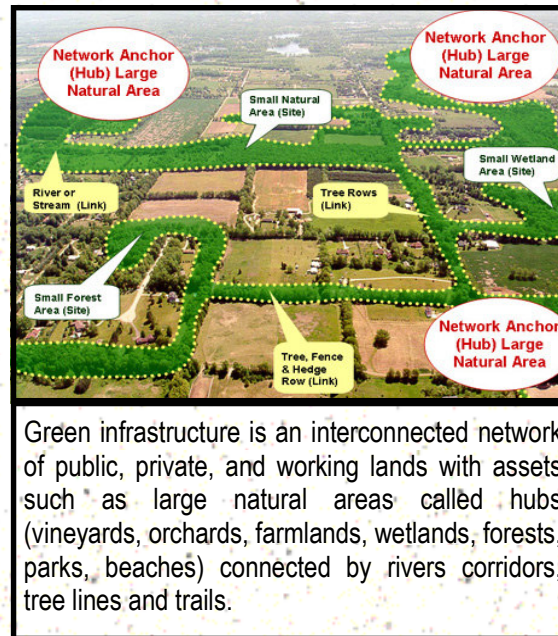 Network Anchor
(Hub) Large
Natural Area
Network Anchor
(Hub) Large
Natural Area
Small Natural
Area (Site)
Small Wetland
Area (Site)
River or
Stream (Link)
Tree Rows
(Link)
Small Forest
Area (Site)
Network Anchor
(Hub) Large
Natural Area
Tree, Fence
& Hedge
Row (Link)
Green infrastructure is an interconnected network
of public, private, and working lands with assets
such as large natural areas called hubs
(vineyards, orchards, farmlands, wetlands, forests,
parks, beaches) connected by rivers corridors,
tree lines and trails.